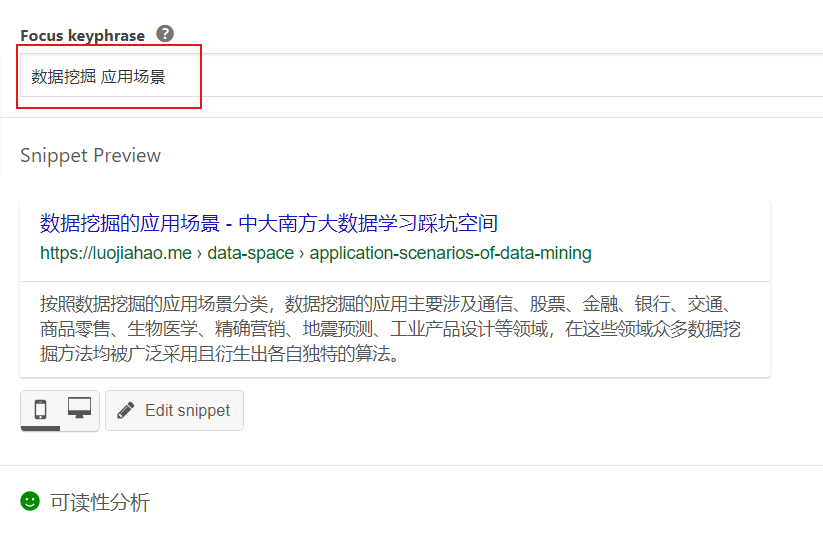 Focus keyphrase ?
数据挖掘 应用场景
Snippet Preview
数据挖掘的应用场景 - 中大南方大数据学习踩坑空间
https://luojiahao.me › data-space › application-scenarios-of-data-mining
按照数据挖掘的应用场景分类，数据挖掘的应用主要涉及通信、股票、金融、银行、交通、
商品零售、生物医学、精确营销、地震预测、工业产品设计等领域，在这些领域众多数据挖
掘方法均被广泛采用且衍生出各自独特的算法。
Edit snippet
可读性分析